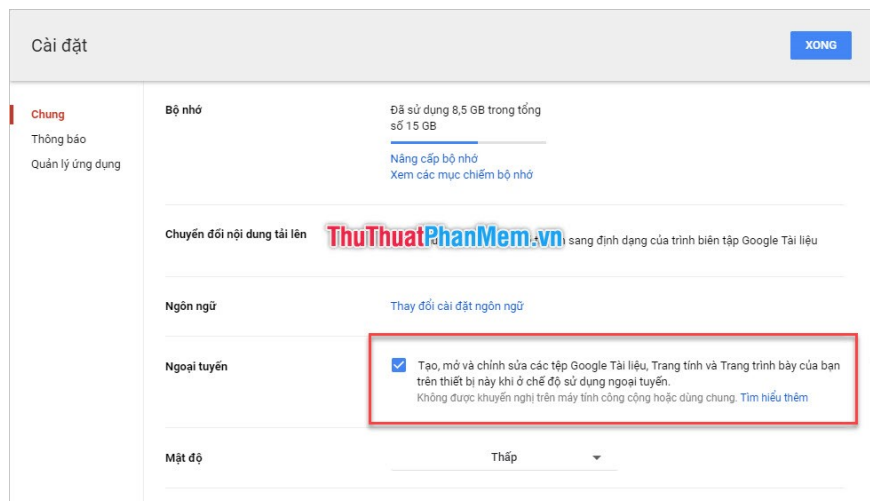 Cài đặt
XONG
Chung
Thông báo
Quản lý ứng dụng
Bộ nhớ
Đã sử dụng 8,5 GB trong tổng
số 15 GB
Nâng cấp bộ nhớ
Xem các mục chiếm bộ nhớ
Chuyển đổi nội dung tải lên
ThuThuatPhanMem.vn
sang định dạng của trình biên tập Google Tài liệu
Ngôn ngữ
Thay đổi cài đặt ngôn ngữ
Ngoại tuyến
Tạo, mở và chỉnh sửa các tệp Google Tài liệu, Trang tính và Trang trình bày của bạn
trên thiết bị này khi ở chế độ sử dụng ngoại tuyến.
Không được khuyến nghị trên máy tính công cộng hoặc dùng chung. Tìm hiểu thêm
Mật độ
Thấp